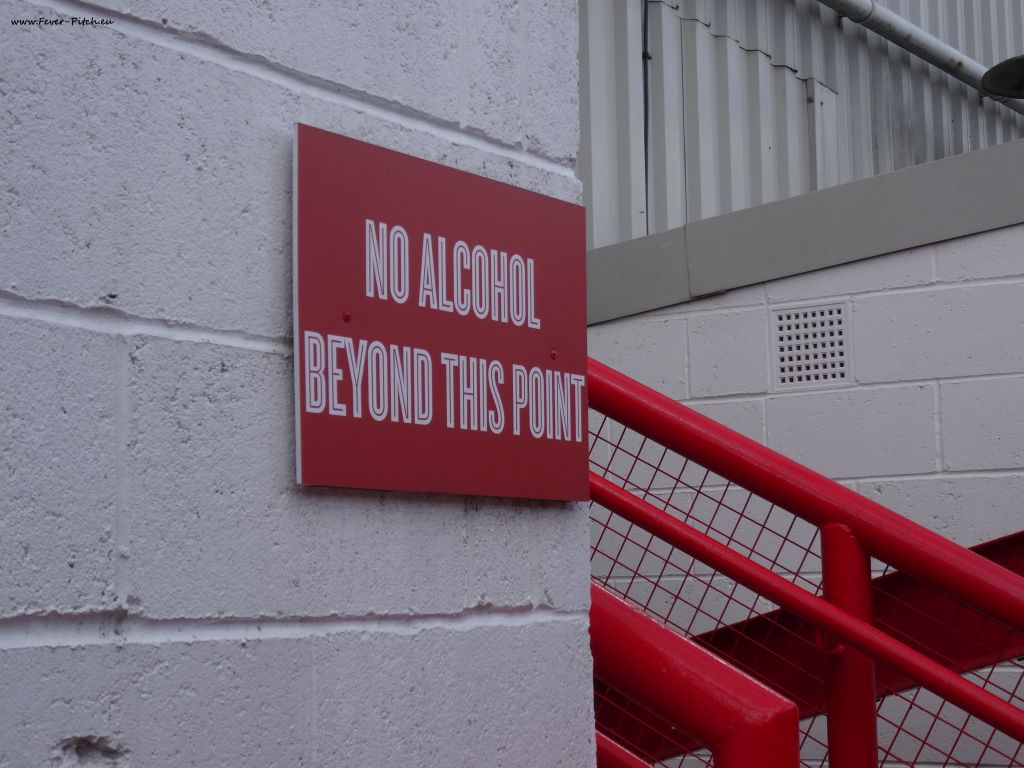 www.Fever-Pitch.eu
NO ALCOHOL
BEYOND THIS POINT